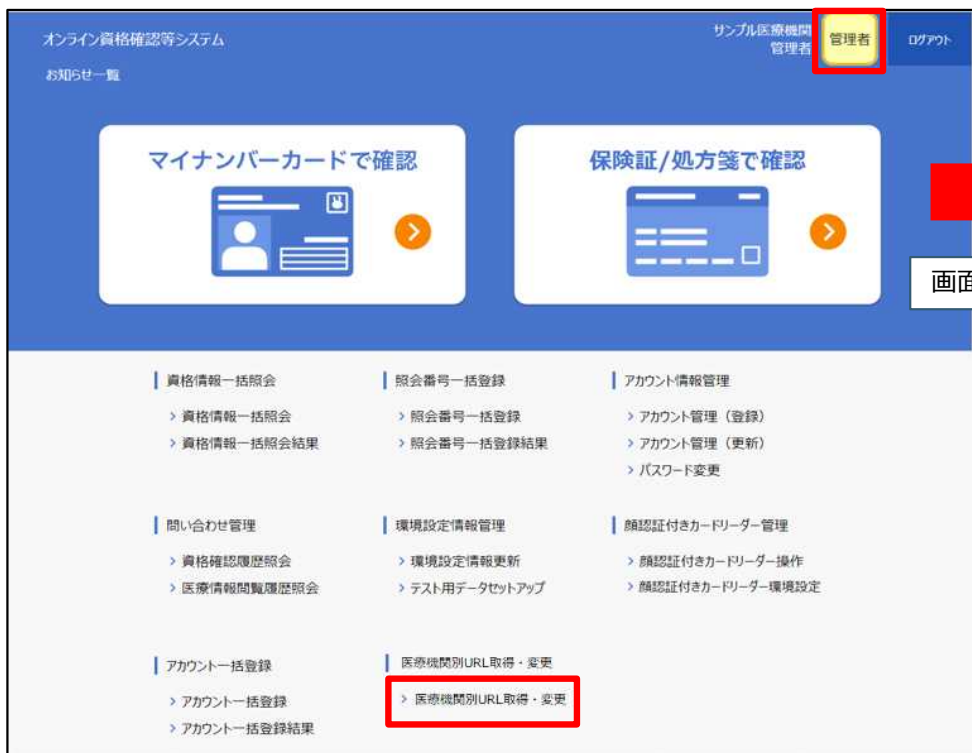 オンライン資格確認等システム
サンプル医療機関
管理者
管理者
ログアウト
お知らせ一覧
マイナンバーカードで確認
保険証/処方箋で確認
画面
資格情報一括照会
> 資格情報一括照会
> 資格情報一括照会結果
照会番号一括登録
> 照会番号一括登録
> 照会番号一括登録結果
アカウント情報管理
> アカウント管理（登録）
> アカウント管理（更新）
> パスワード変更
問い合わせ管理
> 資格確認履歴照会
> 医療情報閲覧履歴照会
環境設定情報管理
> 環境設定情報更新
> テスト用データセットアップ
顔認証付きカードリーダー管理
> 顔認証付きカードリーダー操作
> 顔認証付きカードリーダー環境設定
アカウント一括登録
> アカウント一括登録
> アカウント一括登録結果
医療機関別URL取得・変更
> 医療機関別URL取得・変更